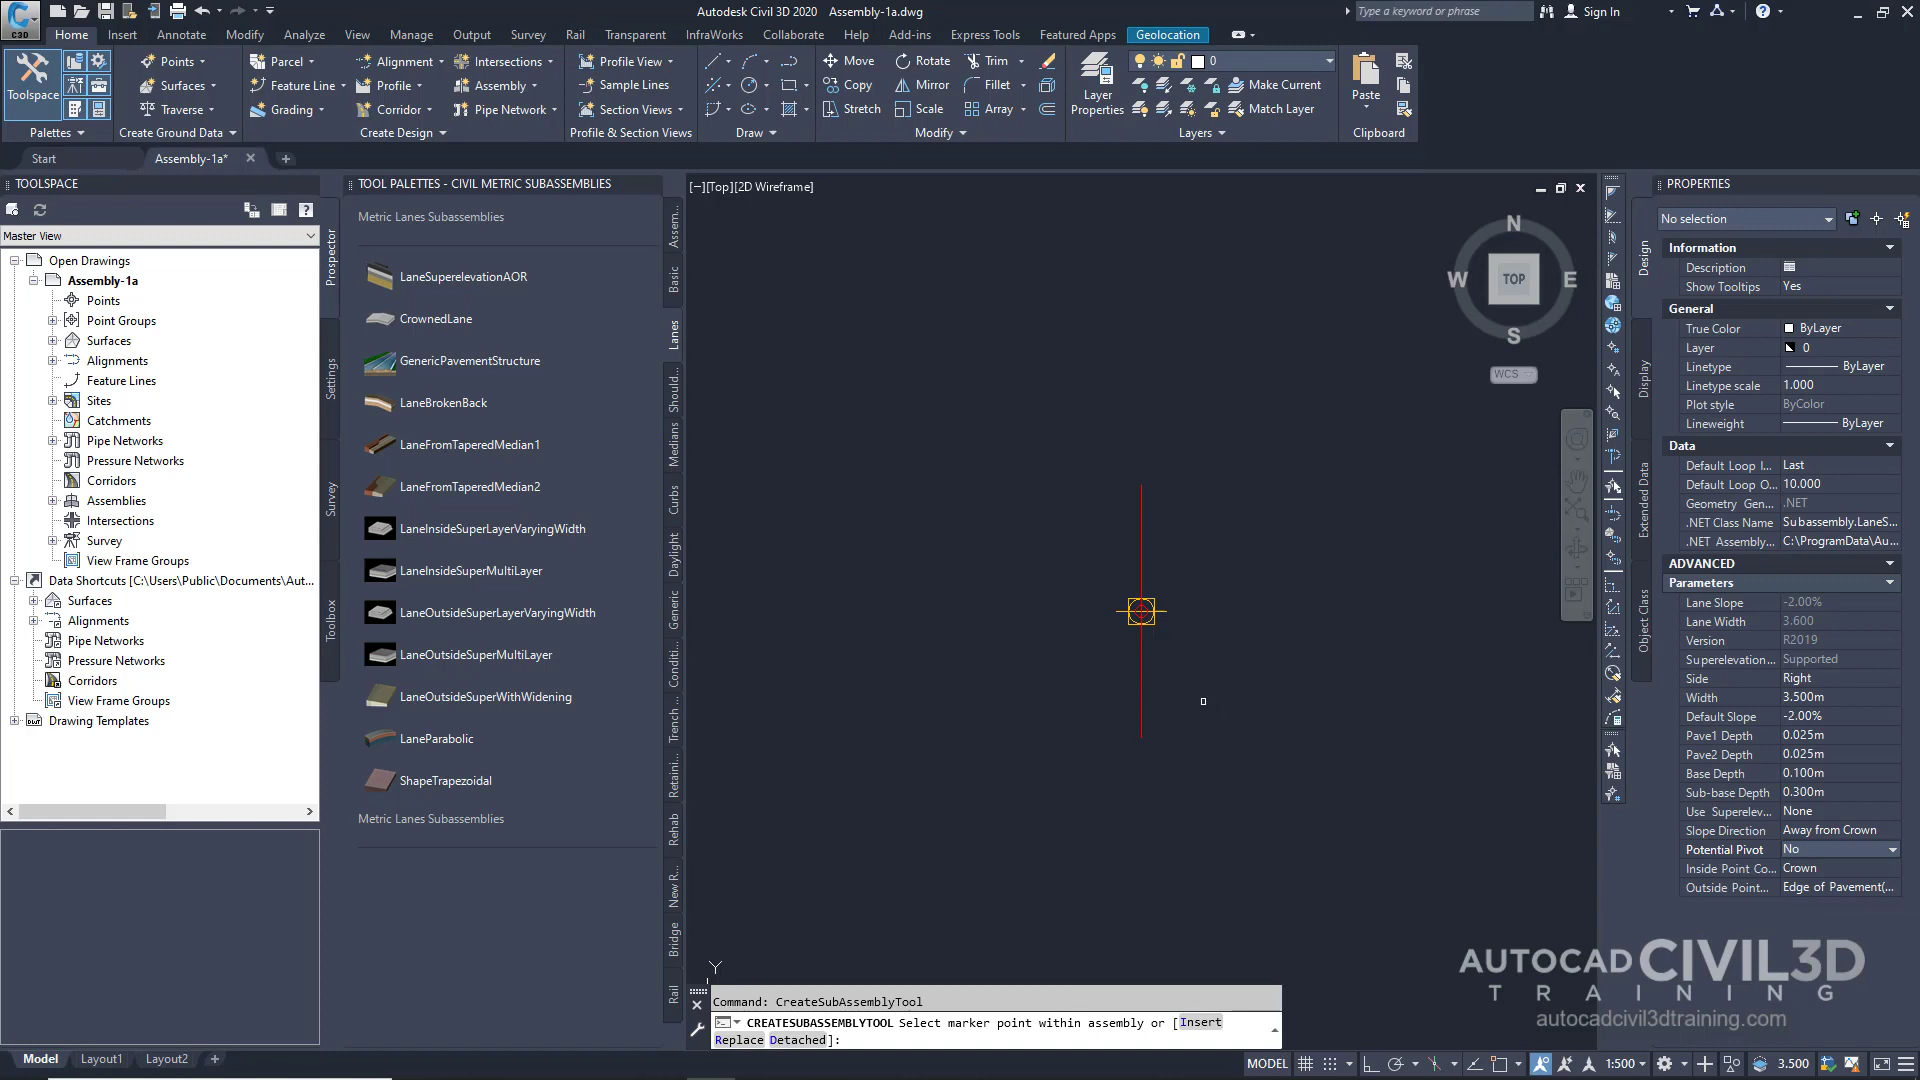 C3D
Autodesk Civil 3D 2020 Assembly-1a.dwg
Type a keyword or phrase
Sign In
Home Insert Annotate Modify Analyze View Manage Output Survey Rail Transparent InfraWorks Collaborate Help Add-ins Express Tools Featured Apps Geolocation
Toolspace
Palettes
Points
Surfaces
Traverse
Create Ground Data
Parcel
Feature Line
Grading
Alignment
Profile
Corridor
Intersections
Assembly
Pipe Network
Create Design
Profile View
Sample Lines
Section Views
Profile & Section Views
Draw
Move Rotate Trim
Copy Mirror Fillet
Stretch Scale Array
Modify
Layer
Properties
0
Make Current
Match Layer
Layers
Paste
Clipboard
Start
Assembly-1a*
TOOLSPACE
Master View
Open Drawings
Assembly-1a
Points
Point Groups
Surfaces
Alignments
Feature Lines
Sites
Catchments
Pipe Networks
Pressure Networks
Corridors
Assemblies
Intersections
Survey
View Frame Groups
Data Shortcuts [C:\Users\Public\Documents\Aut...
Surfaces
Alignments
Pipe Networks
Pressure Networks
Corridors
View Frame Groups
Drawing Templates
Prospector
Settings
Survey
Toolbox
TOOL PALETTES - CIVIL METRIC SUBASSEMBLIES
Metric Lanes Subassemblies
LaneSuperelevationAOR
CrownedLane
GenericPavementStructure
LaneBrokenBack
LaneFromTaperedMedian1
LaneFromTaperedMedian2
LaneInsideSuperLayerVaryingWidth
LaneInsideSuperMultiLayer
LaneOutsideSuperLayerVaryingWidth
LaneOutsideSuperMultiLayer
LaneOutsideSuperWithWidening
LaneParabolic
ShapeTrapezoidal
Metric Lanes Subassemblies
Assem...
Basic
Lanes
Should...
Medians
Curbs
Daylight
Generic
Conditi...
Trench ...
Retaini...
Rehab
New R...
Bridge
Rail
[−][Top][2D Wireframe]
N
W TOP E
S
WCS
Y
Command: CreateSubAssemblyTool
CREATESUBASSEMBLYTOOL Select marker point within assembly or [Insert
Replace Detached]:
PROPERTIES
No selection
Design
Display
Extended Data
Object Class
Information
Description
Show Tooltips Yes
General
True Color ByLayer
Layer 0
Linetype ByLayer
Linetype scale 1.000
Plot style ByColor
Lineweight ByLayer
Data
Default Loop I... Last
Default Loop O... 10.000
Geometry Gen... .NET
.NET Class Name Subassembly.LaneS...
.NET Assembly... C:\ProgramData\Au...
ADVANCED
Parameters
Lane Slope -2.00%
Lane Width 3.600
Version R2019
Superelevation... Supported
Side Right
Width 3.500m
Default Slope -2.00%
Pave1 Depth 0.025m
Pave2 Depth 0.025m
Base Depth 0.100m
Sub-base Depth 0.300m
Use Superelev... None
Slope Direction Away from Crown
Potential Pivot No
Inside Point Co... Crown
Outside Point... Edge of Pavement(...
AUTOCAD CIVIL3D
TRAINING
autocadcivil3dtraining.com
Model Layout1 Layout2
MODEL 1:500 3.500